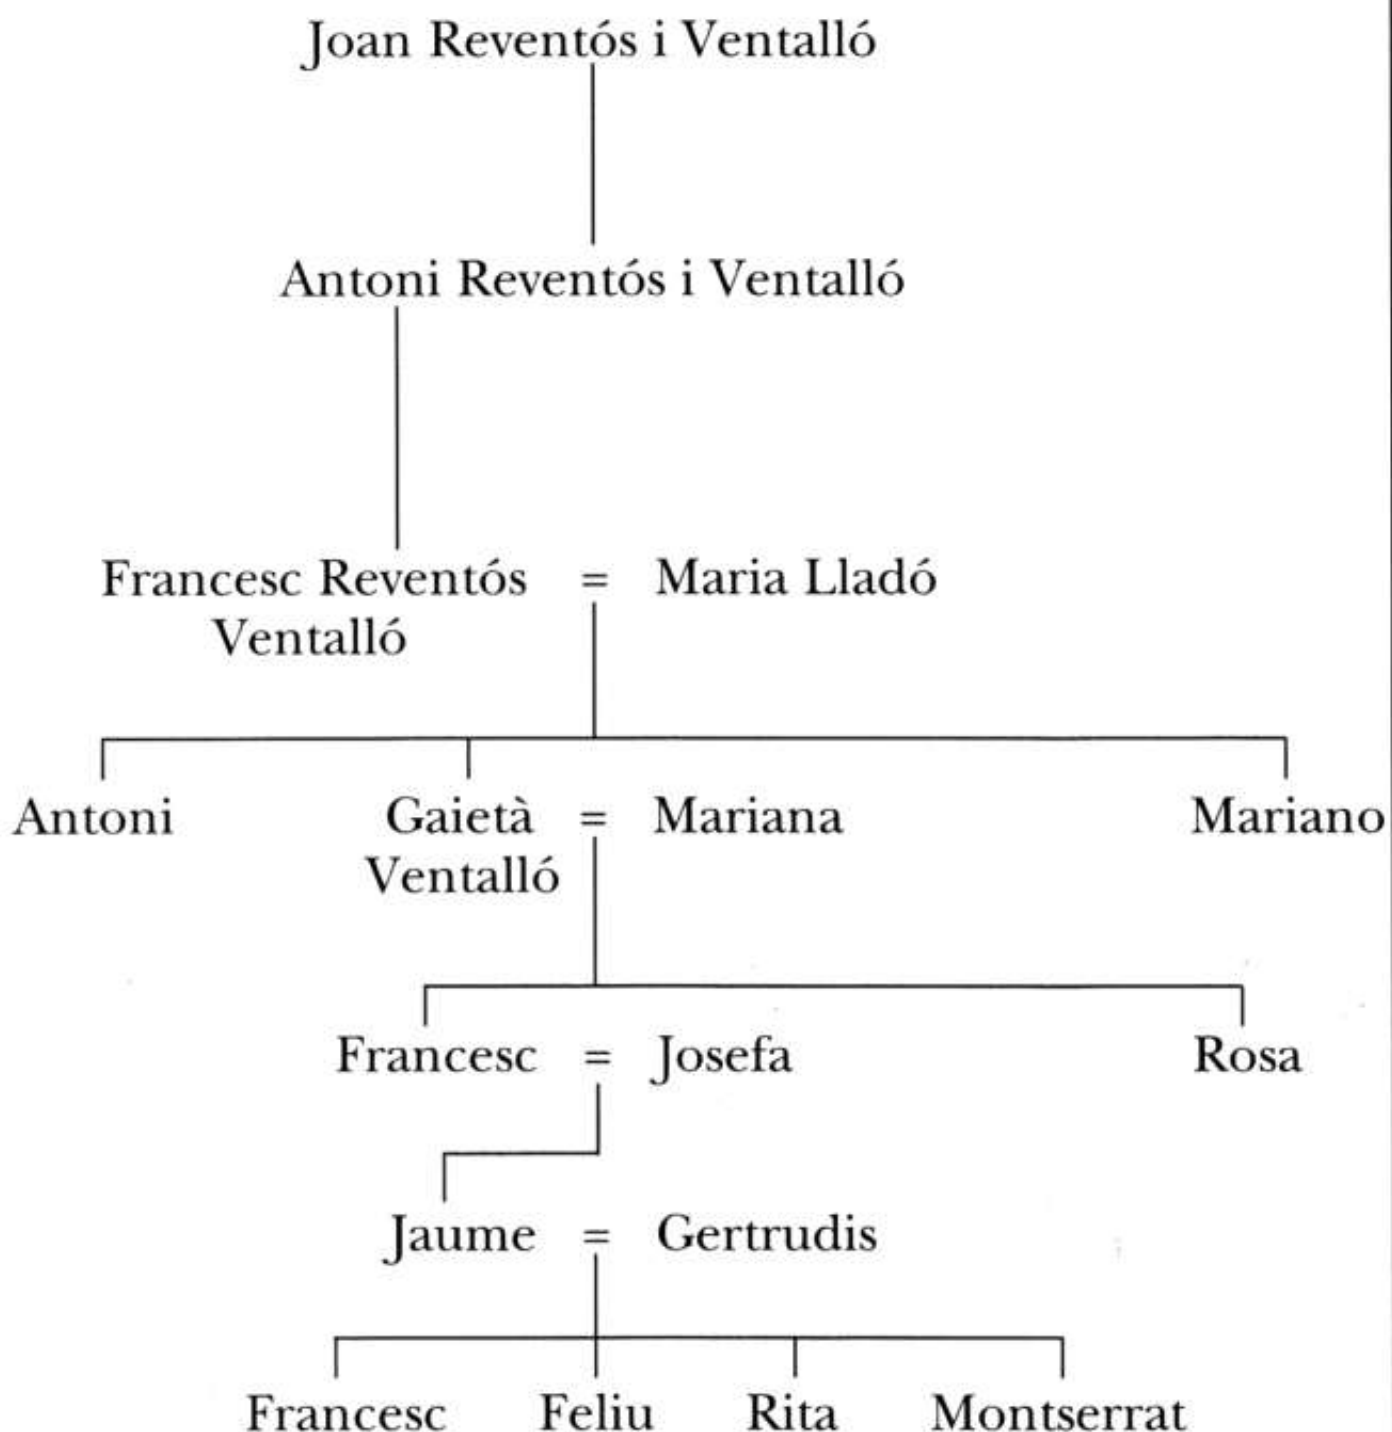 Joan Reventós i Ventalló
Antoni Reventós i Ventalló
Francesc Reventós = Maria Lladó
Ventalló
Antoni Gaietà = Mariana Mariano
Ventalló
Francesc = Josefa Rosa
Jaume = Gertrudis
Francesc Feliu Rita Montserrat